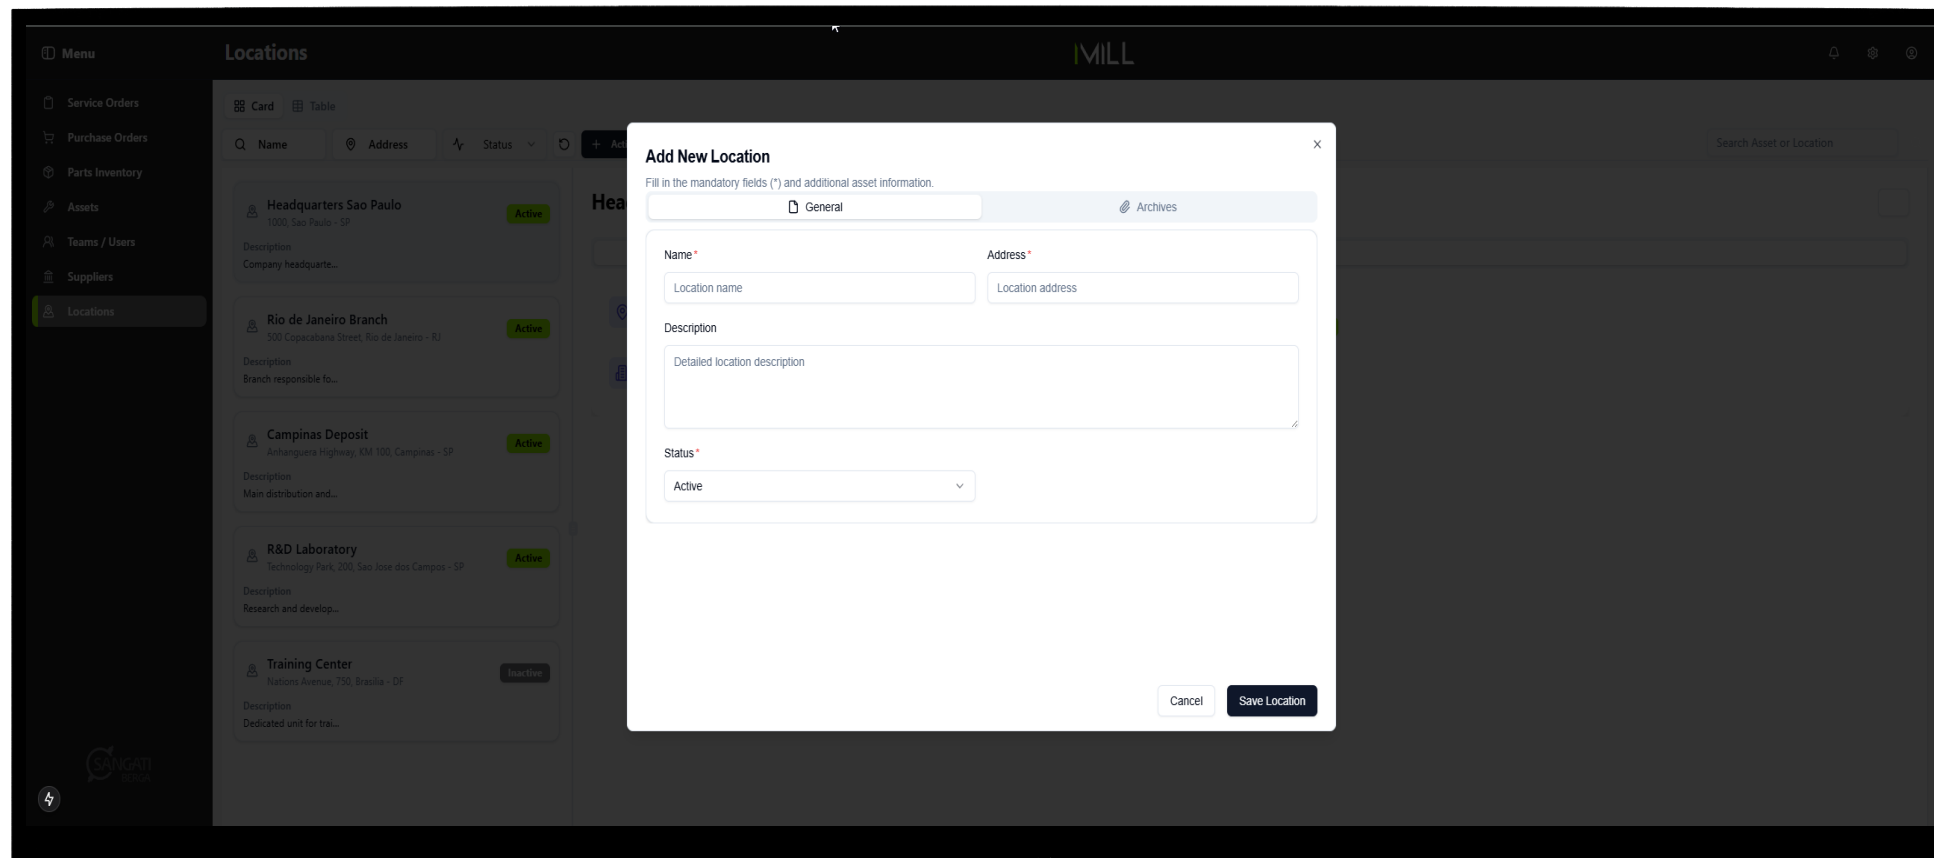 Menu
Locations
MILL
Service Orders
Purchase Orders
Parts Inventory
Assets
Teams / Users
Suppliers
Locations
Card
Table
Name
Address
Status
Search Asset or Location
Headquarters Sao Paulo
Active
1000, Sao Paulo - SP
Description
Company headquarte...
Rio de Janeiro Branch
Active
500 Copacabana Street, Rio de Janeiro - RJ
Description
Branch responsible fo...
Campinas Deposit
Active
Anhanguera Highway, KM 100, Campinas - SP
Description
Main distribution and...
R&D Laboratory
Active
Technology Park, 200, Sao Jose dos Campos - SP
Description
Research and develop...
Training Center
Inactive
Nations Avenue, 750, Brasilia - DF
Description
Dedicated unit for trai...
SANGATI
BERGA
Hea
Add New Location
Fill in the mandatory fields (*) and additional asset information.
General
Archives
Name*
Address*
Location name
Location address
Description
Detailed location description
Status*
Active
Cancel
Save Location